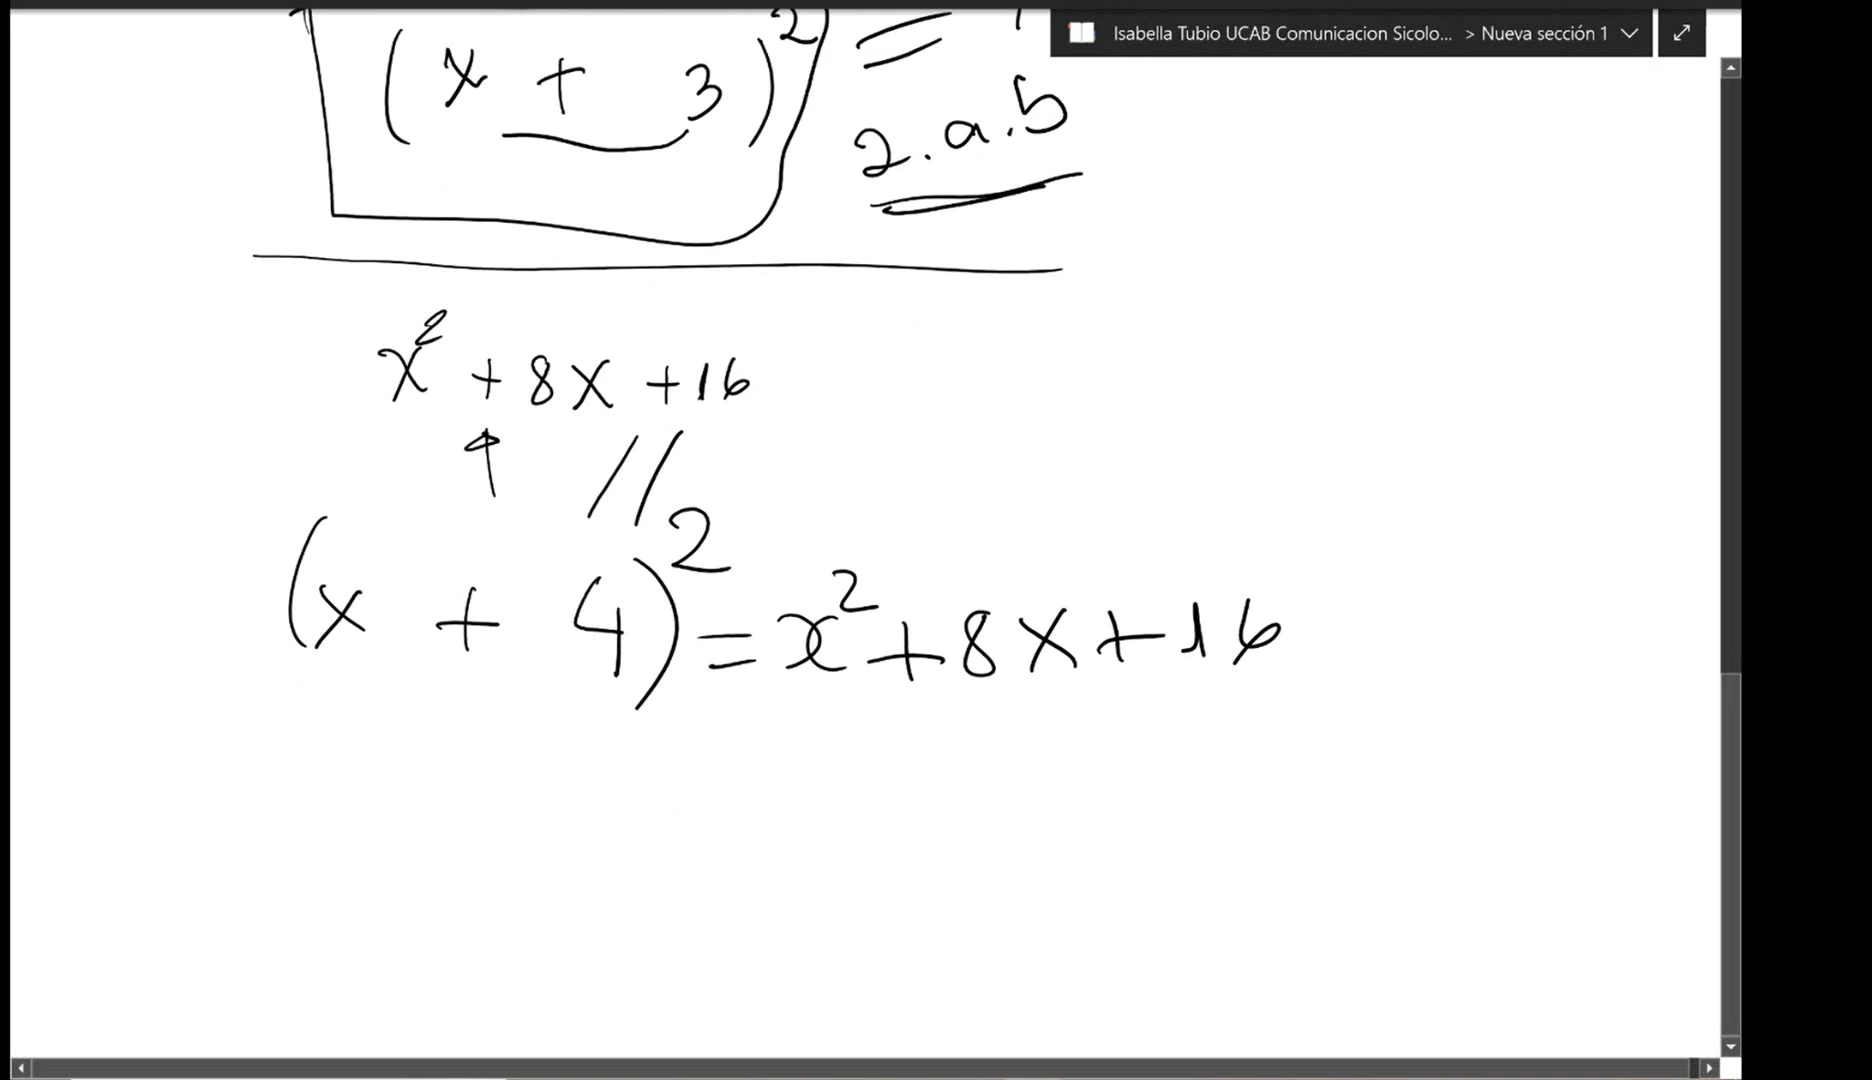 Isabella Tubio UCAB Comunicacion Sicolo... > Nueva sección 1
(x + 3)² =
2.a.b
x² + 8x + 16
(x + 4)² = x² + 8x + 16